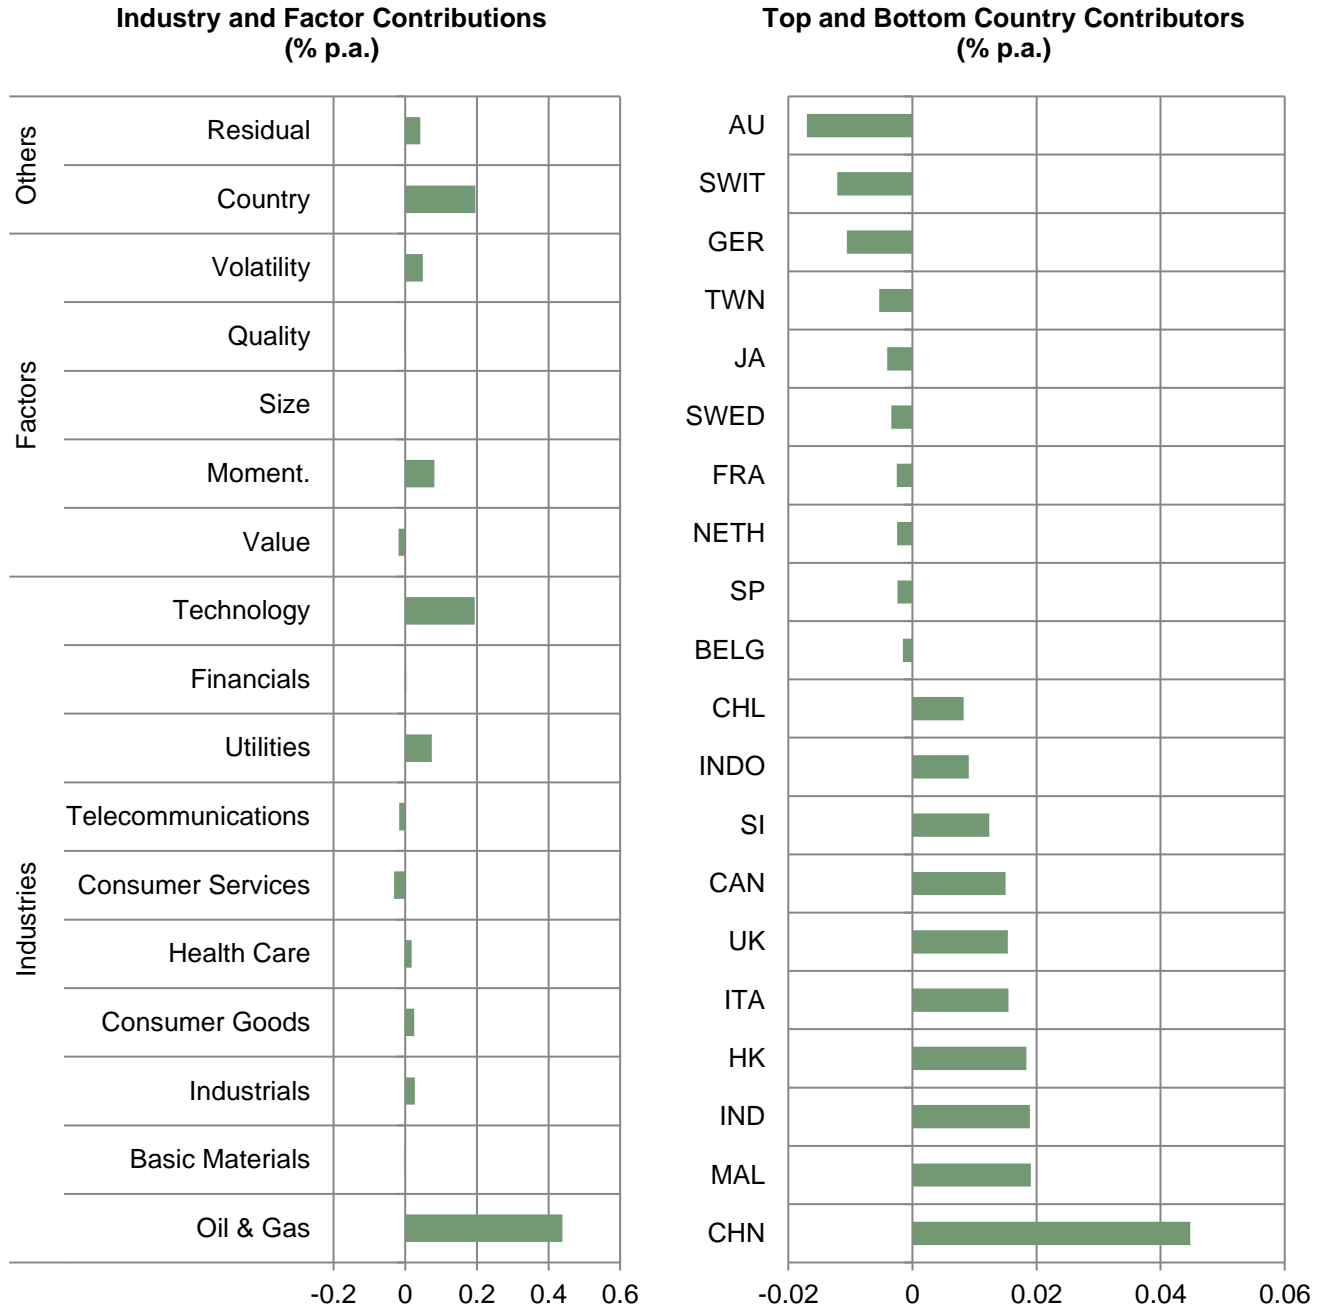 Industry and Factor Contributions
(% p.a.)
Others
Residual
Country
Factors
Volatility
Quality
Size
Moment.
Value
Industries
Technology
Financials
Utilities
Telecommunications
Consumer Services
Health Care
Consumer Goods
Industrials
Basic Materials
Oil & Gas
-0.2 0 0.2 0.4 0.6
Top and Bottom Country Contributors
(% p.a.)
AU
SWIT
GER
TWN
JA
SWED
FRA
NETH
SP
BELG
CHL
INDO
SI
CAN
UK
ITA
HK
IND
MAL
CHN
-0.02 0 0.02 0.04 0.06